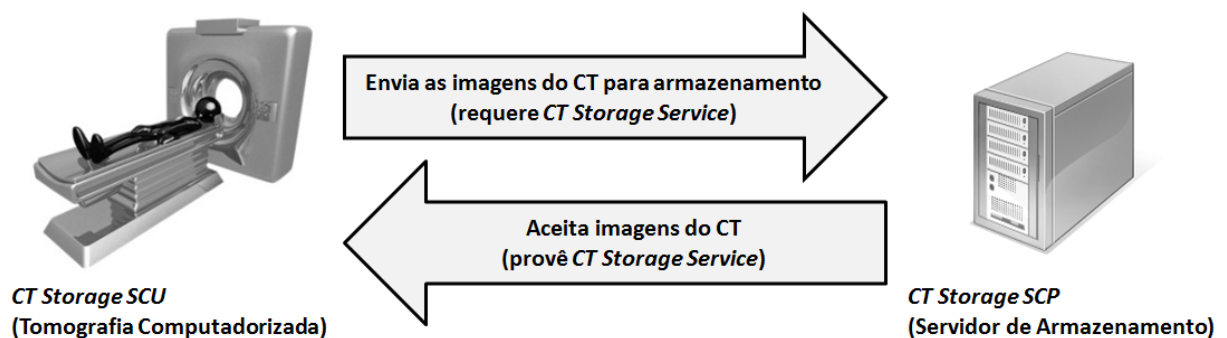 Envia as imagens do CT para armazenamento
(requere CT Storage Service)
Aceita imagens do CT
(provê CT Storage Service)
CT Storage SCU
(Tomografia Computadorizada)
CT Storage SCP
(Servidor de Armazenamento)